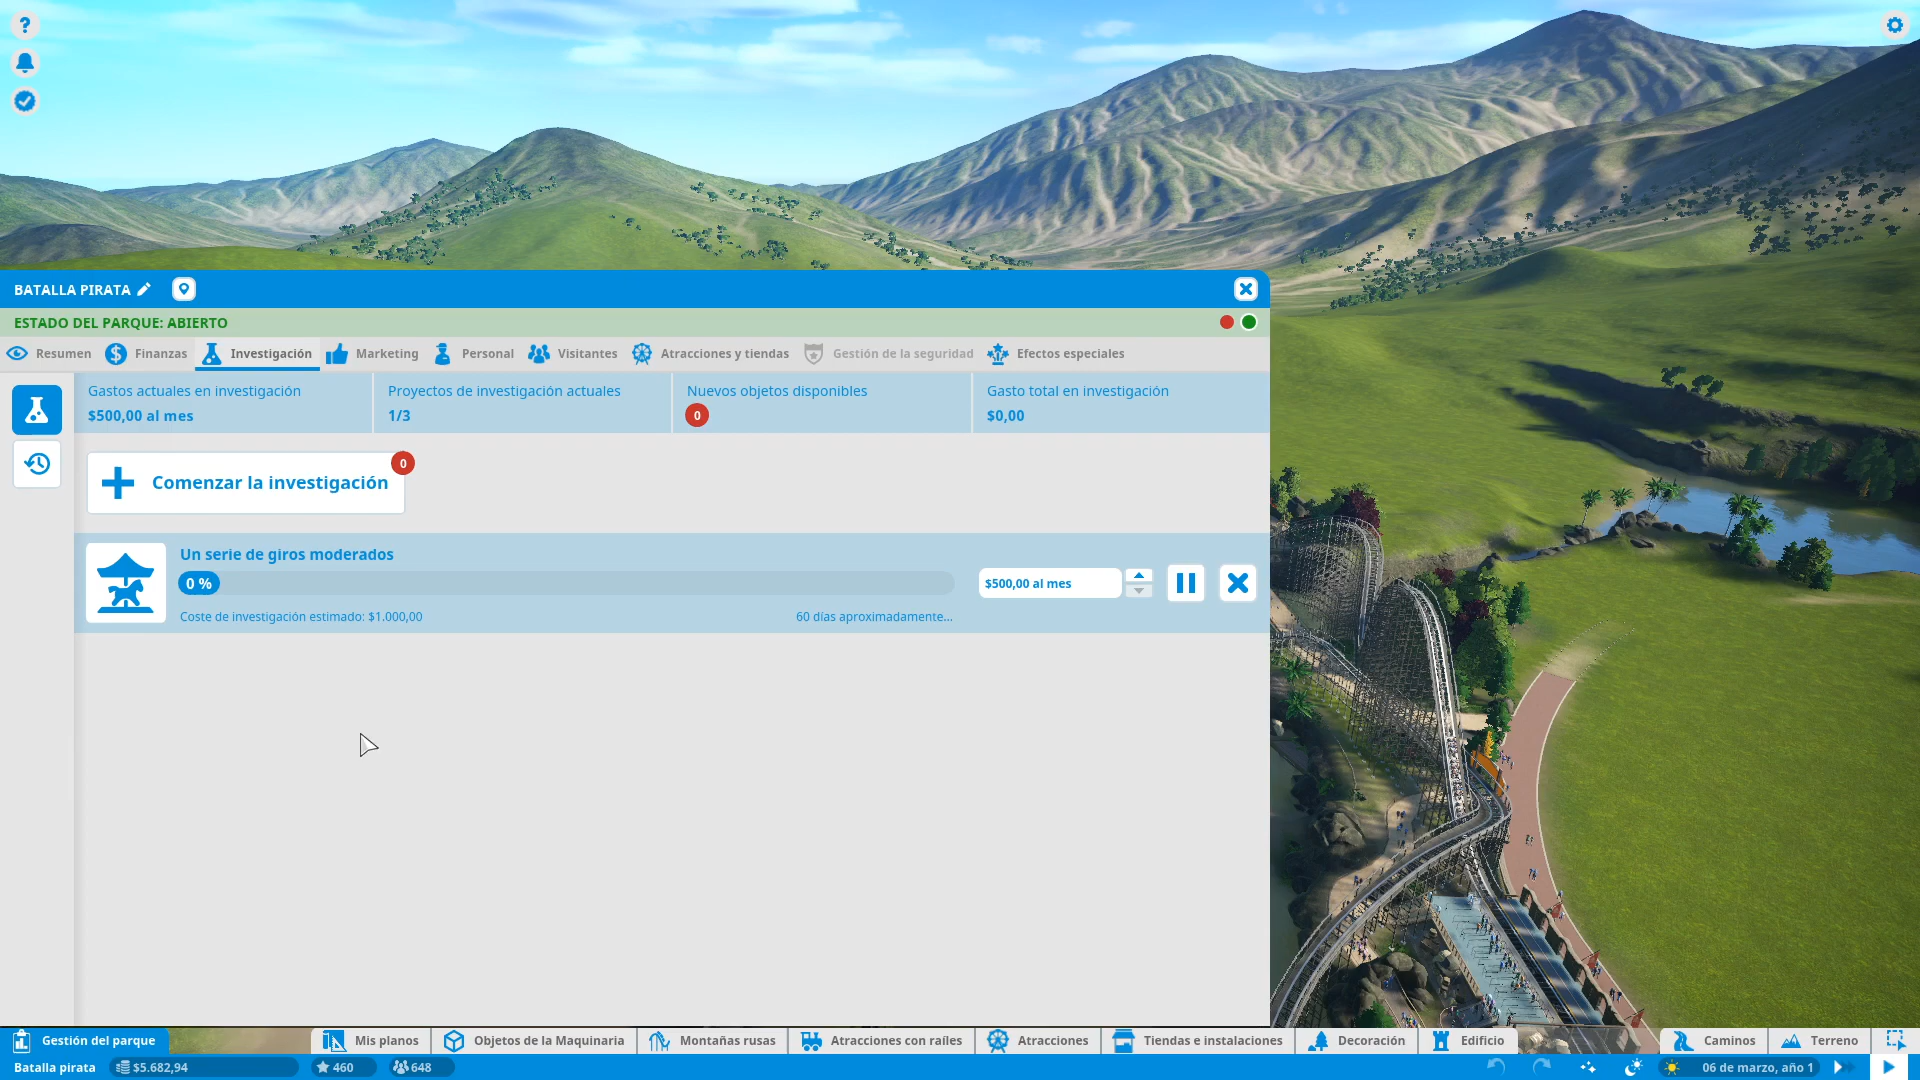 BATALLA PIRATA
ESTADO DEL PARQUE: ABIERTO
Resumen
Finanzas
Investigación
Marketing
Personal
Visitantes
Atracciones y tiendas
Gestión de la seguridad
Efectos especiales
Gastos actuales en investigación
$500,00 al mes
Proyectos de investigación actuales
1/3
Nuevos objetos disponibles
0
Gasto total en investigación
$0,00
Comenzar la investigación
0
Un serie de giros moderados
0 %
$500,00 al mes
Coste de investigación estimado: $1.000,00
60 días aproximadamente...
Gestión del parque
Mis planos
Objetos de la Maquinaria
Montañas rusas
Atracciones con raíles
Atracciones
Tiendas e instalaciones
Decoración
Edificio
Caminos
Terreno
Batalla pirata
$5.682,94
460
648
06 de marzo, año 1